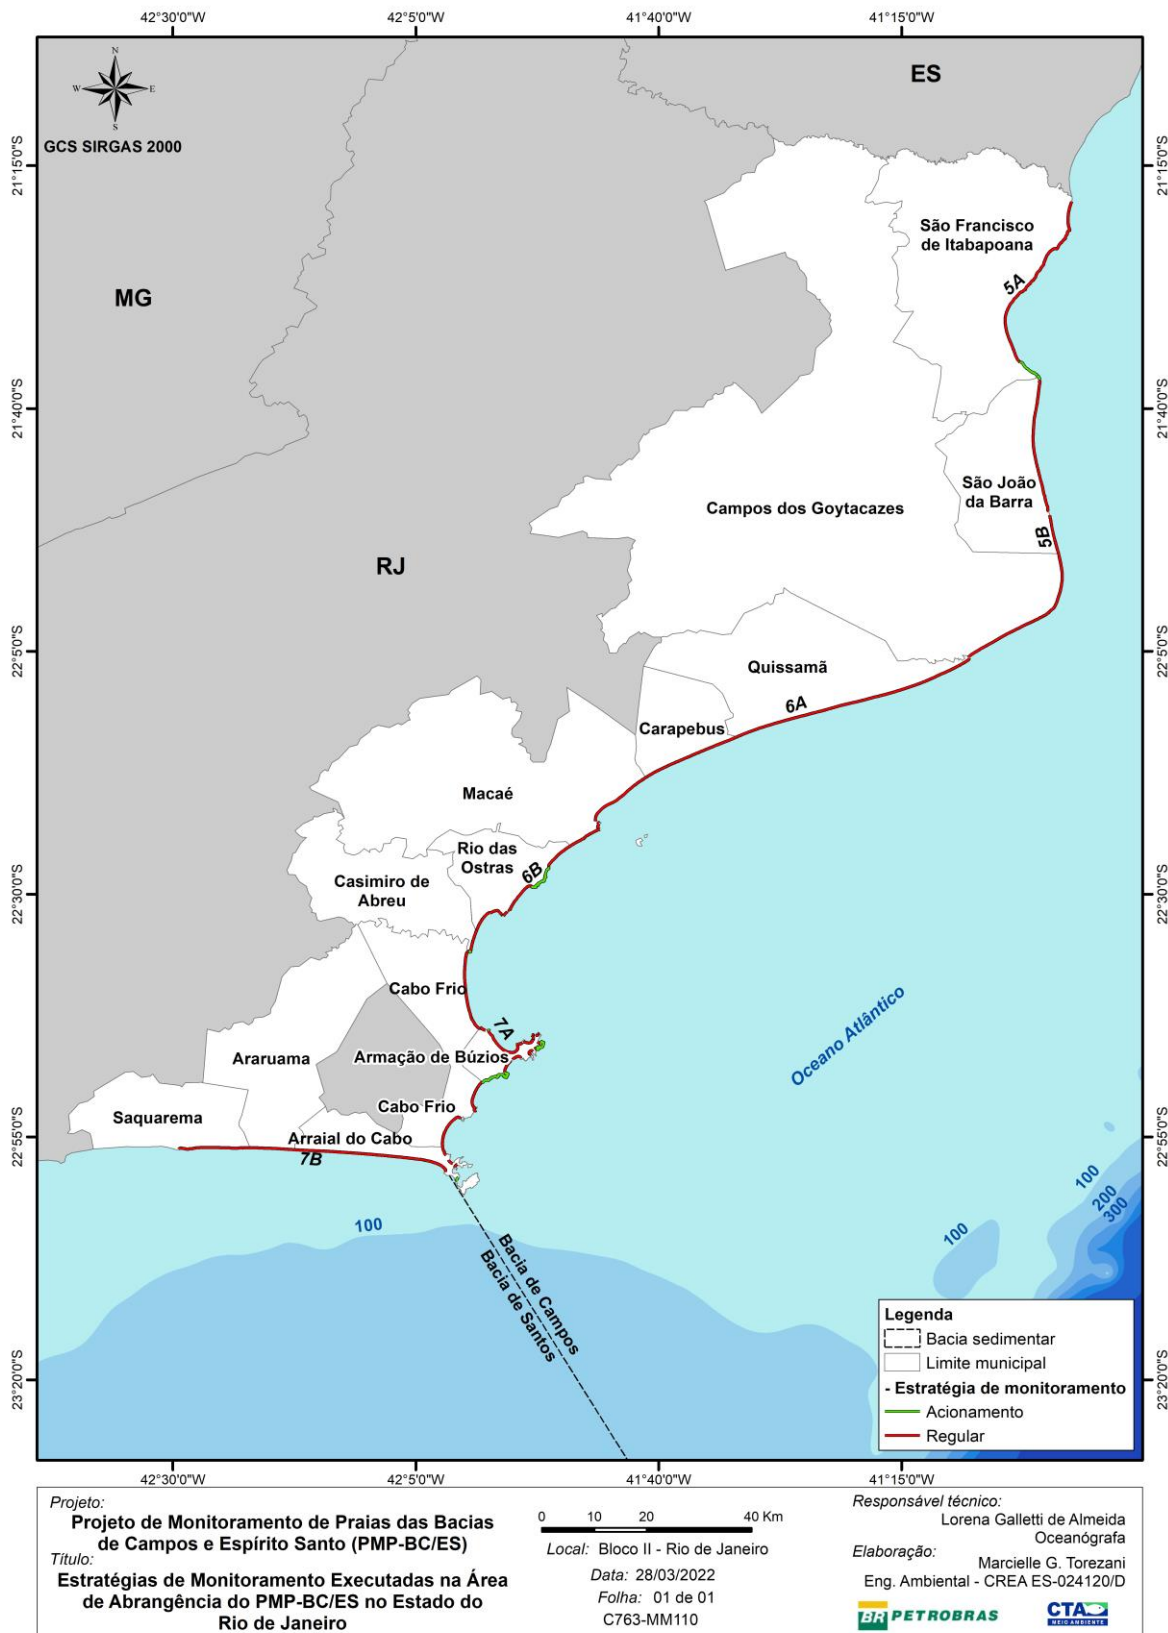 42°30'0"W
42°5'0"W
41°40'0"W
41°15'0"W
N
W
E
S
GCS SIRGAS 2000
ES
MG
RJ
21°15'0"S
21°15'0"S
21°40'0"S
21°40'0"S
22°5'0"S
22°5'0"S
22°30'0"S
22°30'0"S
22°55'0"S
22°55'0"S
23°20'0"S
23°20'0"S
São Francisco
de Itabapoana
5A
São João
da Barra
5B
Campos dos Goytacazes
Quissamã
6A
Carapebus
Macaé
Rio das
Ostras
6B
Casimiro de
Abreu
Cabo Frio
7A
Armação de Búzios
Araruama
Cabo Frio
Saquarema
Arraial do Cabo
7B
Oceano Atlântico
100
100
100
200
300
Bacia de Campos
Bacia de Santos
Legenda
Bacia sedimentar
Limite municipal
- Estratégia de monitoramento
Acionamento
Regular
42°30'0"W
42°5'0"W
41°40'0"W
41°15'0"W
Projeto:
Projeto de Monitoramento de Praias das Bacias
de Campos e Espírito Santo (PMP-BC/ES)
Título:
Estratégias de Monitoramento Executadas na Área
de Abrangência do PMP-BC/ES no Estado do
Rio de Janeiro
0 10 20 40 Km
Local: Bloco II - Rio de Janeiro
Data: 28/03/2022
Folha: 01 de 01
C763-MM110
Responsável técnico:
Lorena Galletti de Almeida
Oceanógrafa
Elaboração:
Marcielle G. Torezani
Eng. Ambiental - CREA ES-024120/D
BR PETROBRAS
CTA
MEIO AMBIENTE